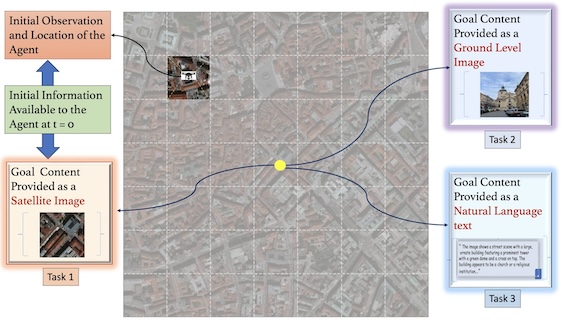 Initial Observation
and Location of the
Agent
Initial Information
Available to the
Agent at t = 0
Goal Content
Provided as a
Satellite Image
Task 1
Goal Content
Provided as a
Ground Level
Image
Task 2
Goal Content
Provided as a
Natural Language
text
" The image shows a street scene with a large,
ornate building featuring a prominent tower
with a green dome and a cross on top. The
building appears to be a church or a religious
institution..."
Task 3